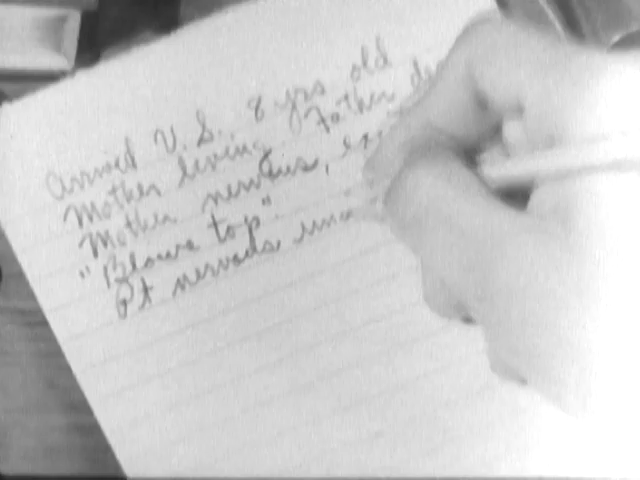 Arrived U.S. 8 yrs old
Mother living. Father
Mother nervous,
"Blows top".
Pt nervous